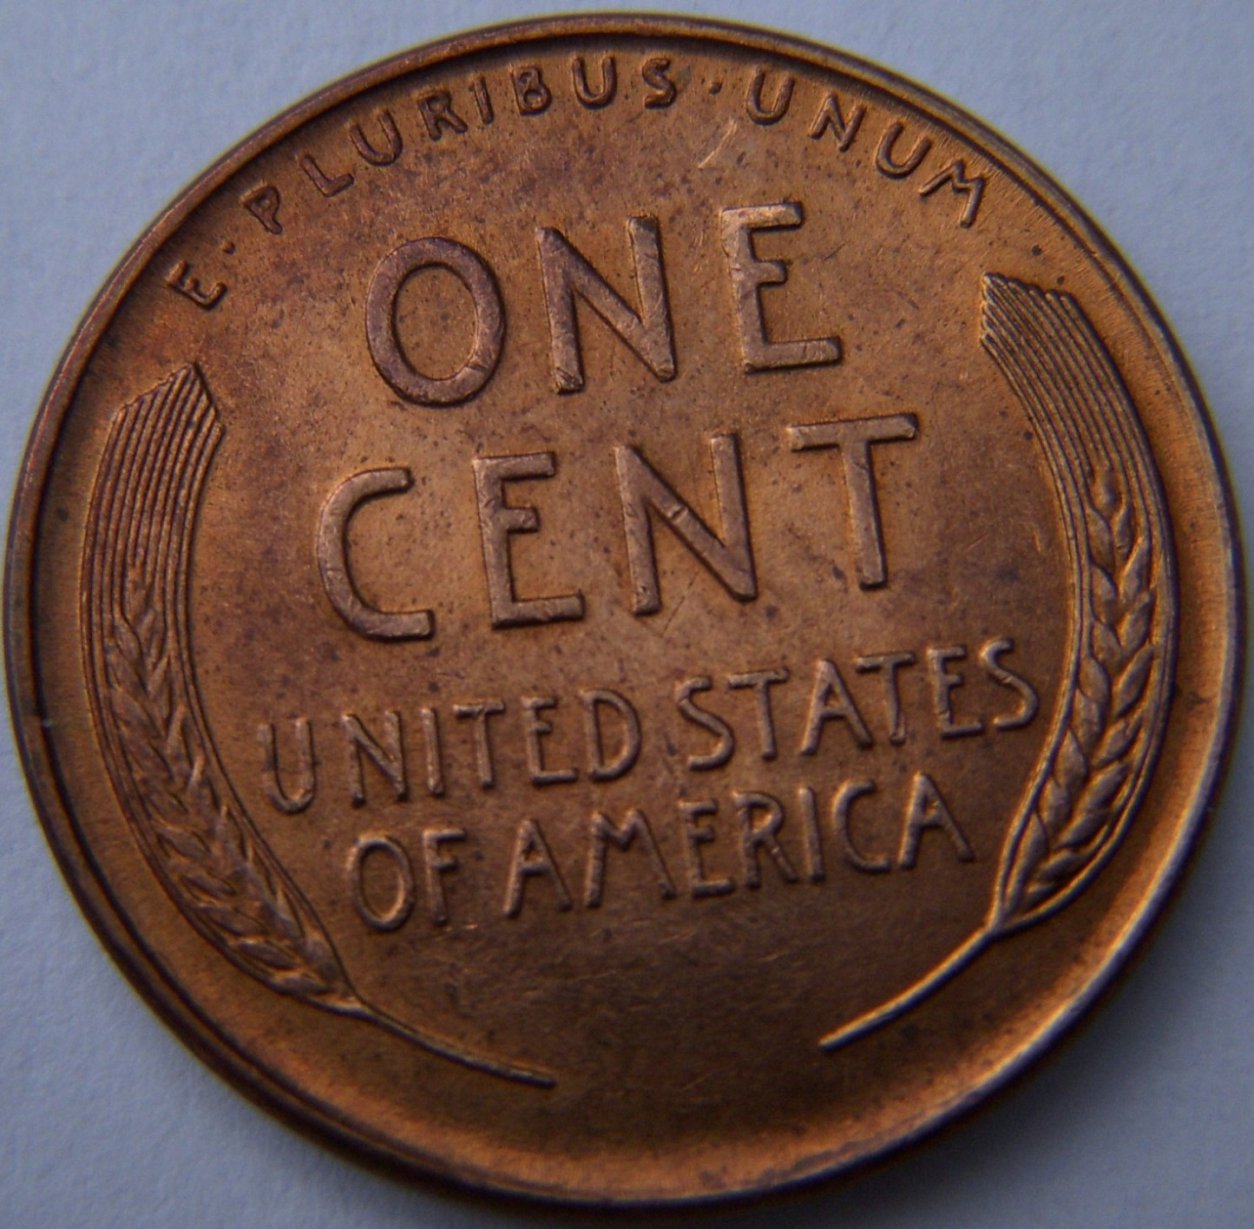 E · PLURIBUS · UNUM
ONE
CENT
UNITED STATES
OF AMERICA